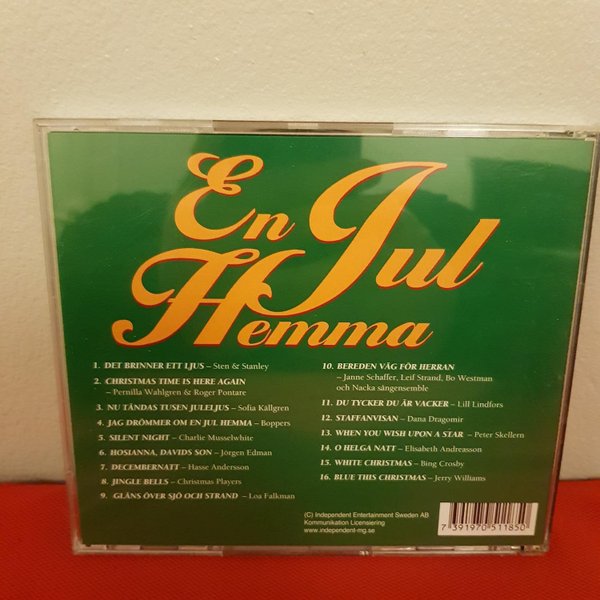 En Jul
Hemma
1. DET BRINNER ETT LJUS – Sten & Stanley
2. CHRISTMAS TIME IS HERE AGAIN
– Pernilla Wahlgren & Roger Pontare
3. NU TÄNDAS TUSEN JULELJUS – Sofia Källgren
4. JAG DRÖMMER OM EN JUL HEMMA – Boppers
5. SILENT NIGHT – Charlie Musselwhite
6. HOSIANNA, DAVIDS SON – Jörgen Edman
7. DECEMBERNATT – Hasse Andersson
8. JINGLE BELLS – Christmas Players
9. GLÄNS ÖVER SJÖ OCH STRAND – Loa Falkman
10. BEREDEN VÄG FÖR HERRAN
– Janne Schaffer, Leif Strand, Bo Westman
och Nacka sångensemble
11. DU TYCKER DU ÄR VACKER – Lill Lindfors
12. STAFFANVISAN – Dana Dragomir
13. WHEN YOU WISH UPON A STAR – Peter Skellern
14. O HELGA NATT – Elisabeth Andreasson
15. WHITE CHRISTMAS – Bing Crosby
16. BLUE THIS CHRISTMAS – Jerry Williams
(C) Independent Entertainment Sweden AB
Kommunikation Licensiering
www.independent-mg.se
7 391970 511850